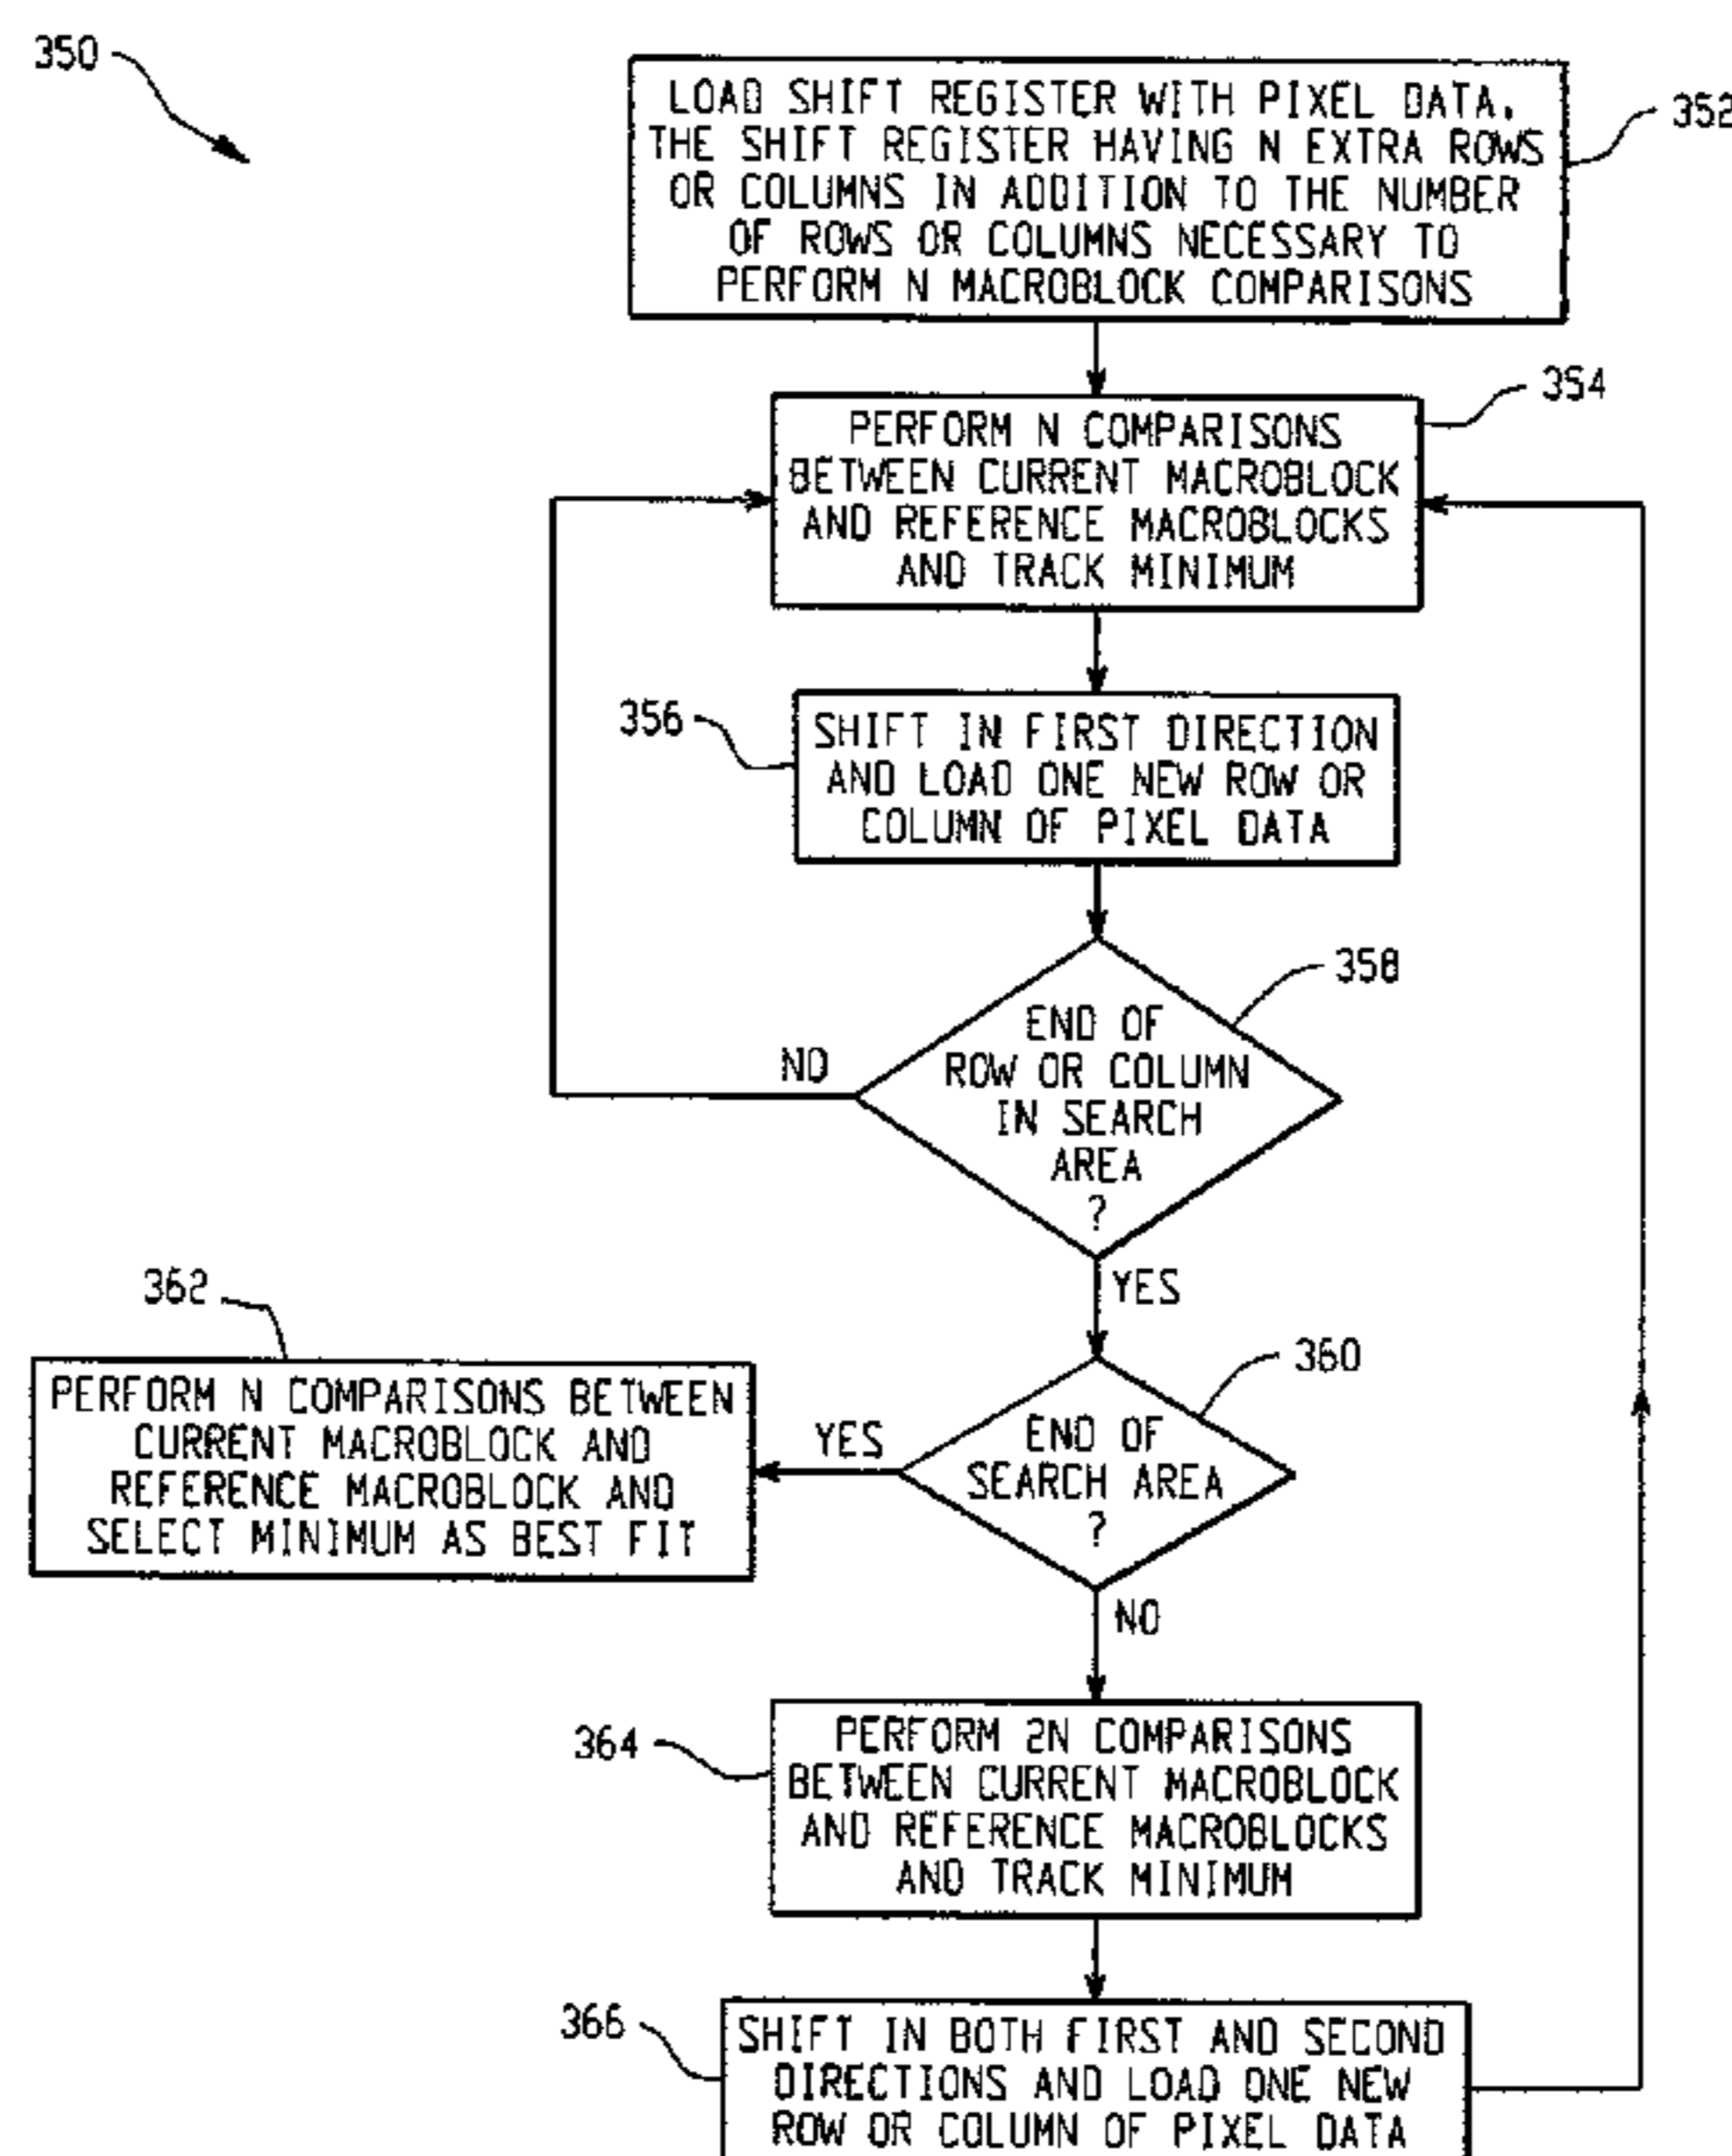 350
LOAD SHIFT REGISTER WITH PIXEL DATA,
THE SHIFT REGISTER HAVING N EXTRA ROWS
OR COLUMNS IN ADDITION TO THE NUMBER
OF ROWS OR COLUMNS NECESSARY TO
PERFORM N MACROBLOCK COMPARISONS
352
354
PERFORM N COMPARISONS
BETWEEN CURRENT MACROBLOCK
AND REFERENCE MACROBLOCKS
AND TRACK MINIMUM
356
SHIFT IN FIRST DIRECTION
AND LOAD ONE NEW ROW OR
COLUMN OF PIXEL DATA
358
END OF
ROW OR COLUMN
IN SEARCH
AREA
?
NO
YES
362
PERFORM N COMPARISONS BETWEEN
CURRENT MACROBLOCK AND
REFERENCE MACROBLOCK AND
SELECT MINIMUM AS BEST FIT
360
YES
END OF
SEARCH AREA
?
NO
364
PERFORM 2N COMPARISONS
BETWEEN CURRENT MACROBLOCK
AND REFERENCE MACROBLOCKS
AND TRACK MINIMUM
366
SHIFT IN BOTH FIRST AND SECOND
DIRECTIONS AND LOAD ONE NEW
ROW OR COLUMN OF PIXEL DATA